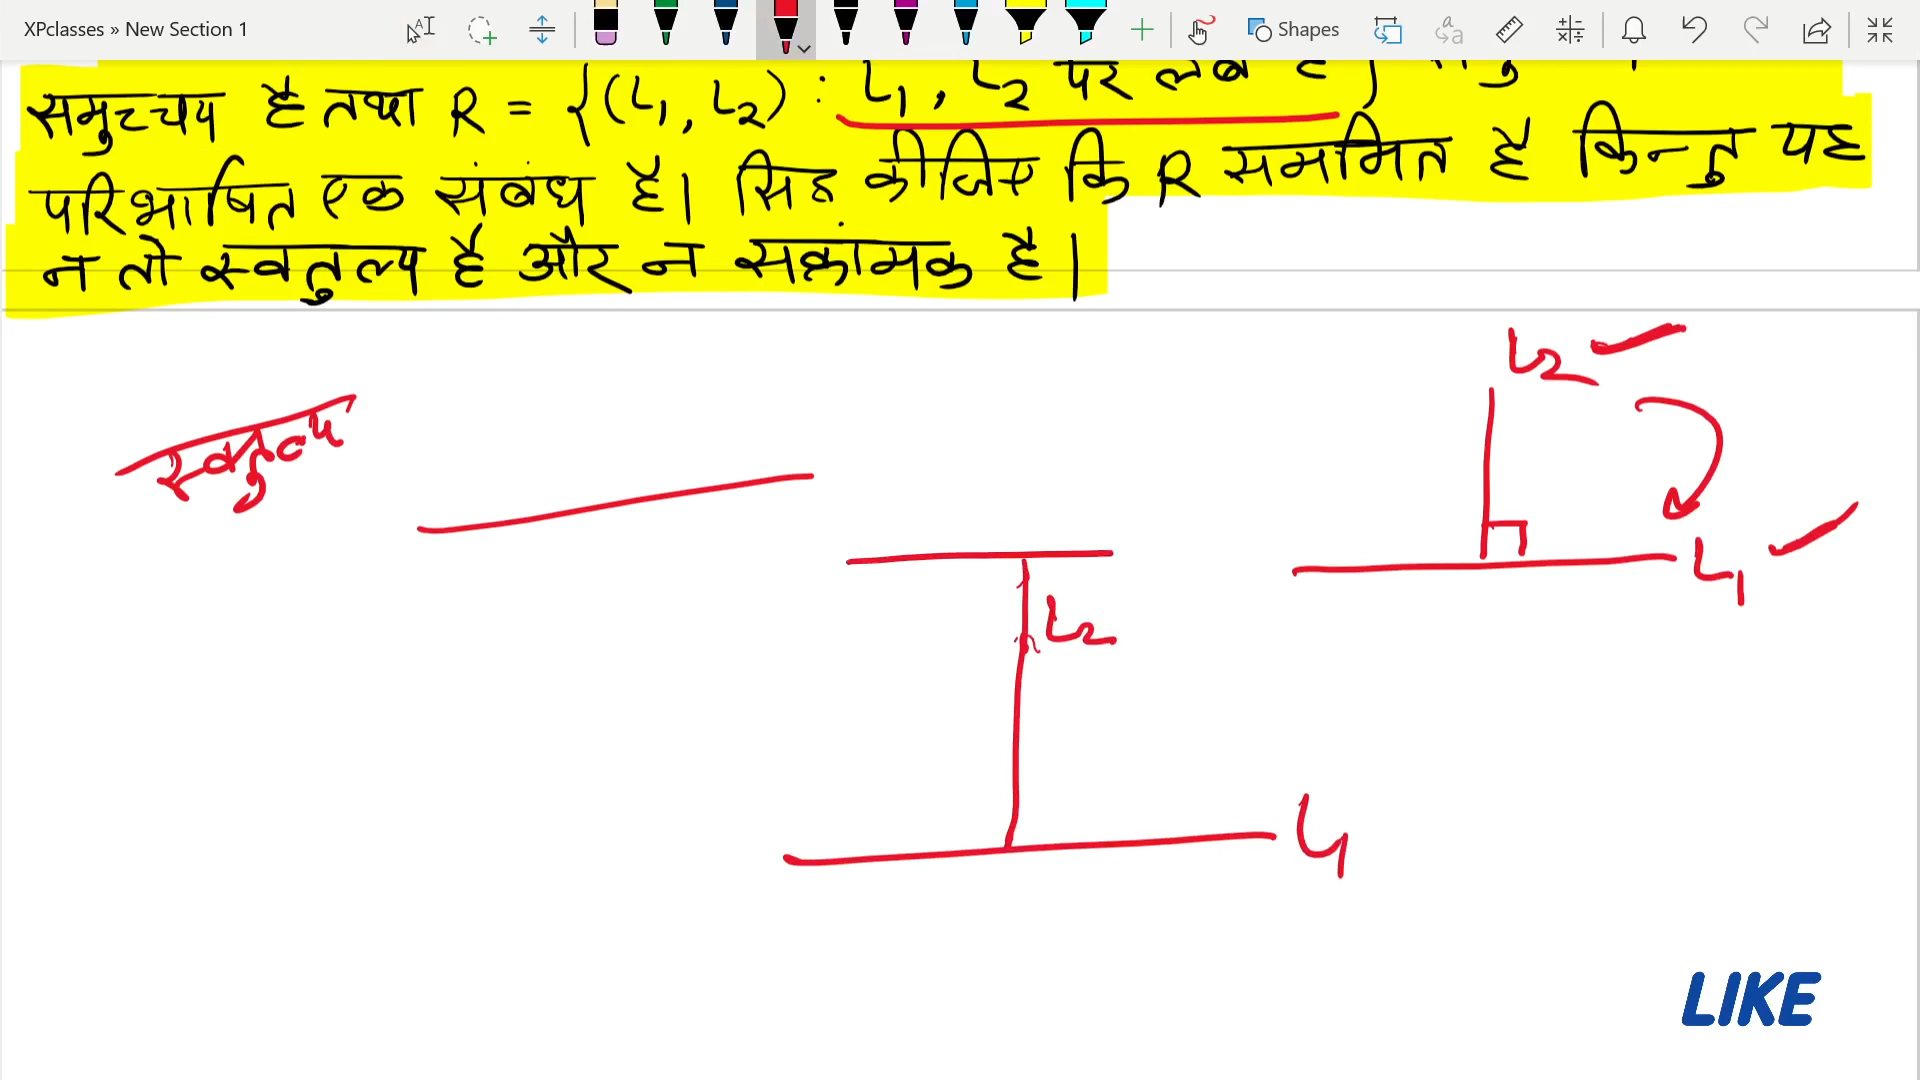 XPclasses » New Section 1
Shapes
समुच्चय है तथा R = {(L₁, L₂) : L₁, L₂ पर लंब है }
परिभाषित एक संबंध है। सिद्ध कीजिए कि R सममित है किन्तु यह
न तो स्वतुल्य है और न संक्रामक है।
L₂
स्वतुल्य
L₁
L₂
L₁
LIKE